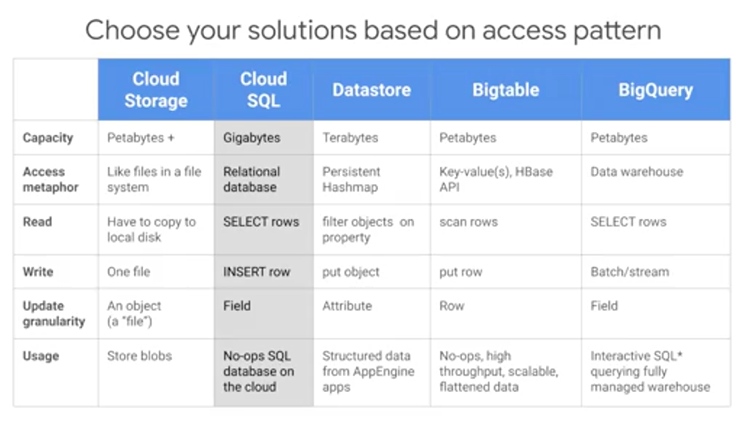 Choose your solutions based on access pattern
Cloud Storage Cloud SQL Datastore Bigtable BigQuery
Capacity Petabytes + Gigabytes Terabytes Petabytes Petabytes
Access metaphor Like files in a file system Relational database Persistent Hashmap Key-value(s), HBase API Data warehouse
Read Have to copy to local disk SELECT rows filter objects on property scan rows SELECT rows
Write One file INSERT row put object put row Batch/stream
Update granularity An object (a "file") Field Attribute Row Field
Usage Store blobs No-ops SQL database on the cloud Structured data from AppEngine apps No-ops, high throughput, scalable, flattened data Interactive SQL* querying fully managed warehouse